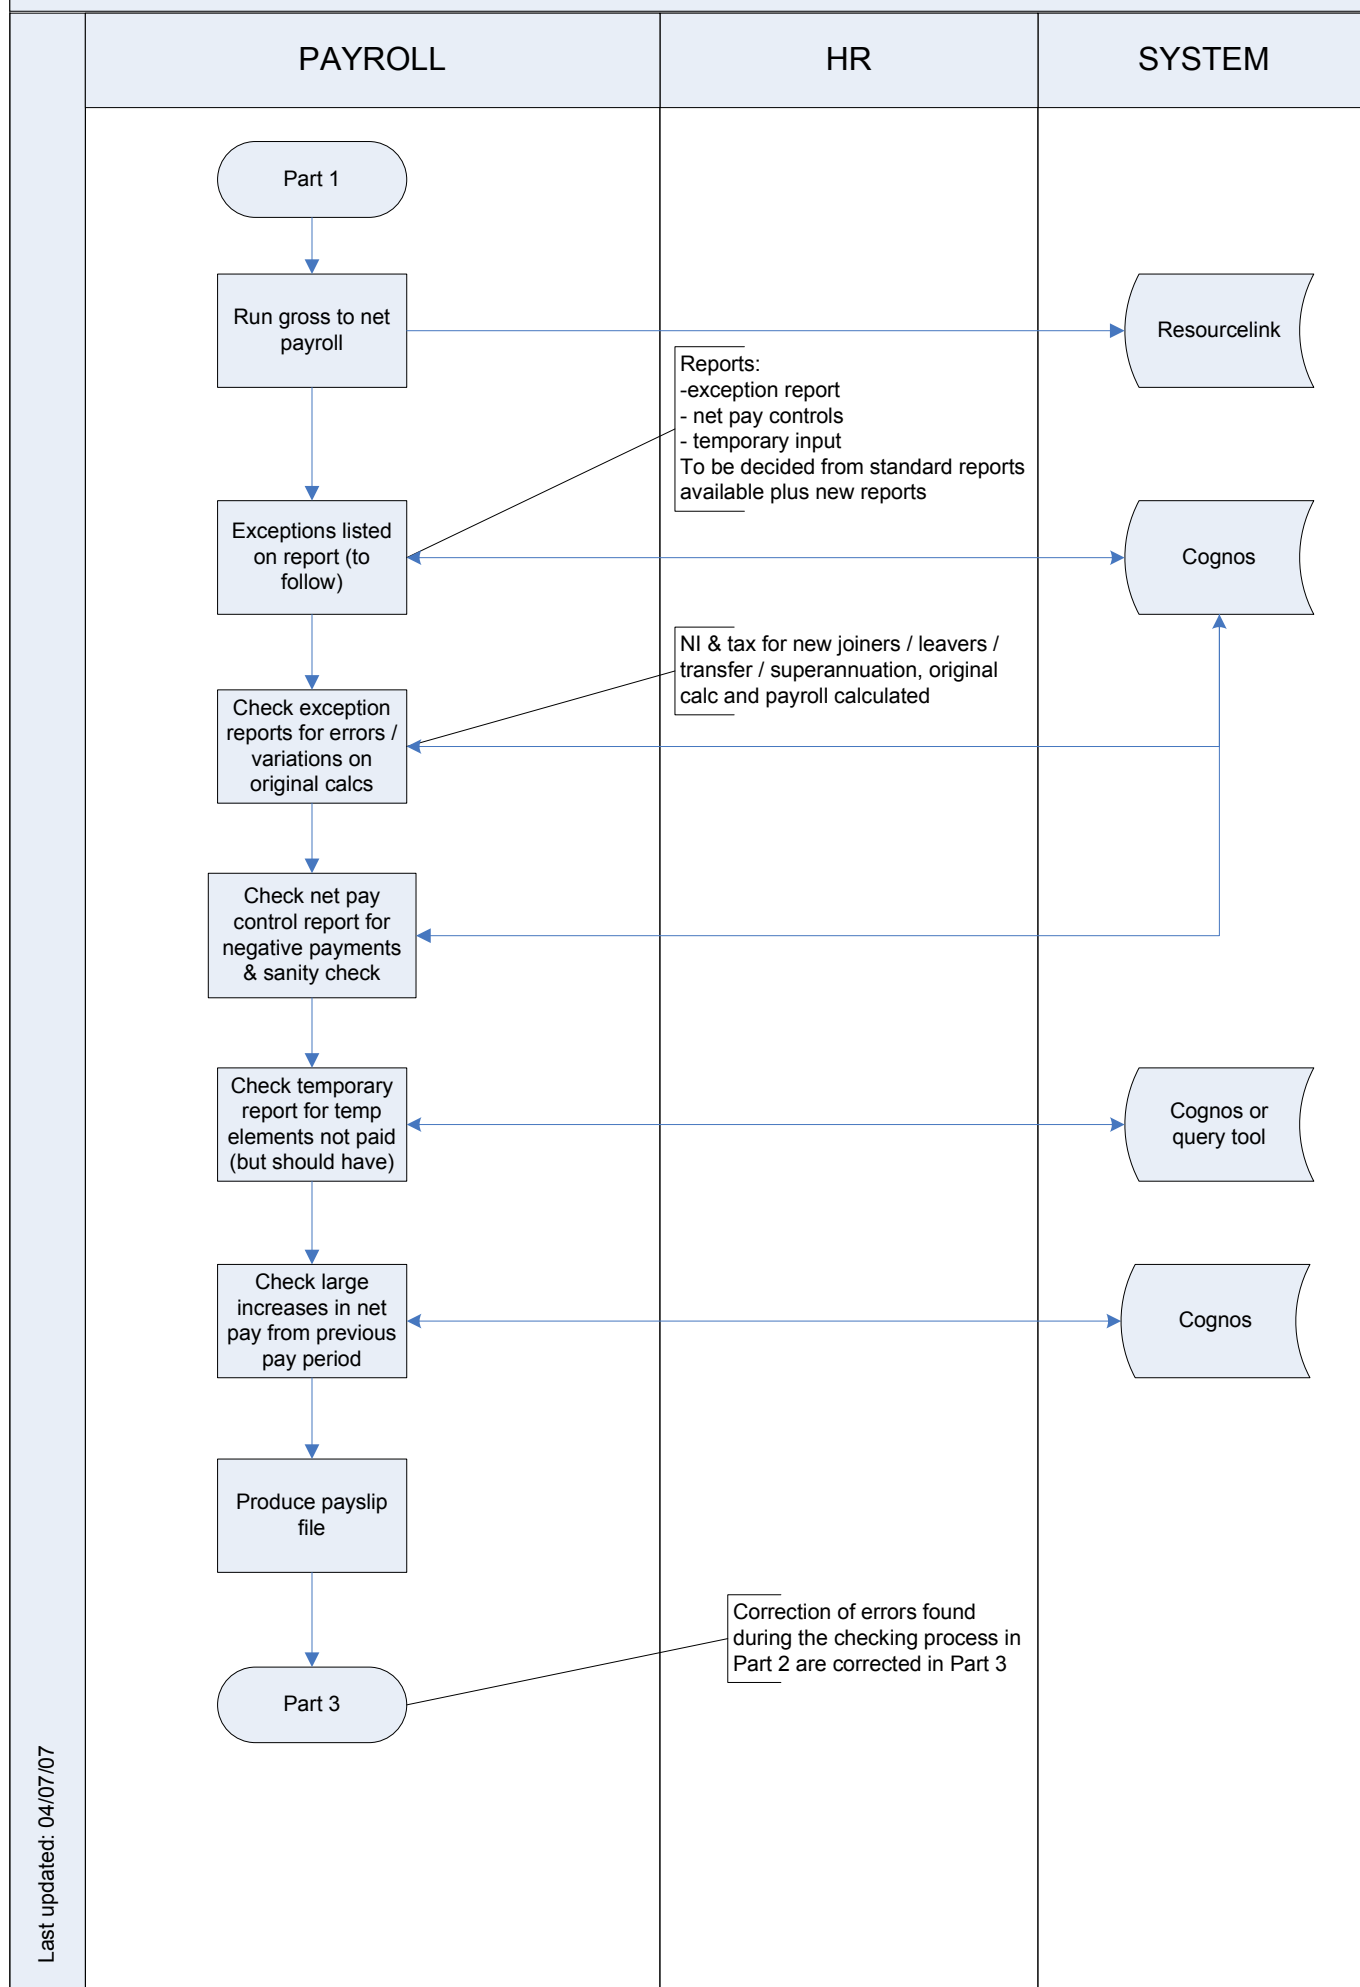 PAYROLL
HR
SYSTEM
Part 1
Run gross to net
payroll
Resourcelink
Reports:
-exception report
- net pay controls
- temporary input
To be decided from standard reports
available plus new reports
Exceptions listed
on report (to
follow)
Cognos
NI & tax for new joiners / leavers /
transfer / superannuation, original
calc and payroll calculated
Check exception
reports for errors /
variations on
original calcs
Check net pay
control report for
negative payments
& sanity check
Check temporary
report for temp
elements not paid
(but should have)
Cognos or
query tool
Check large
increases in net
pay from previous
pay period
Cognos
Produce payslip
file
Correction of errors found
during the checking process in
Part 2 are corrected in Part 3
Part 3
Last updated: 04/07/07